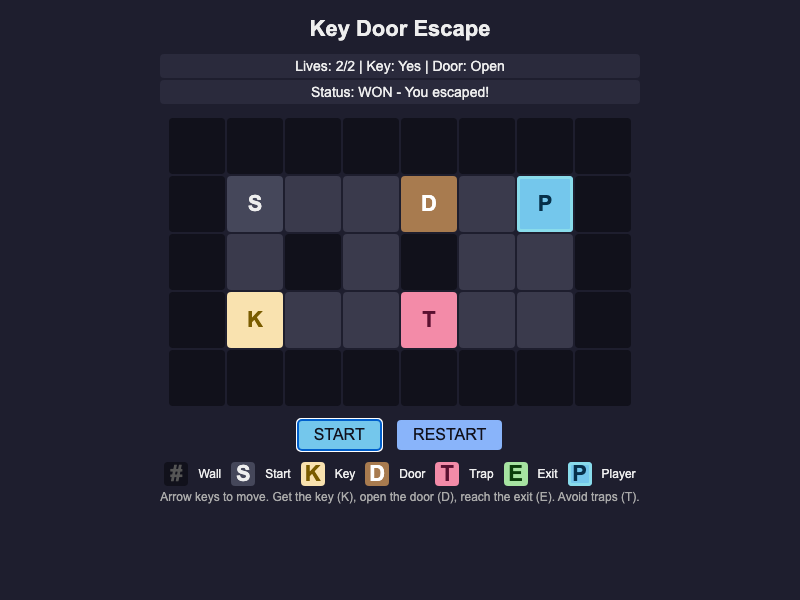 Key Door Escape
Lives: 2/2 | Key: Yes | Door: Open
Status: WON - You escaped!
S D P
K T
START RESTART
# Wall S Start K Key D Door T Trap E Exit P Player
Arrow keys to move. Get the key (K), open the door (D), reach the exit (E). Avoid traps (T).